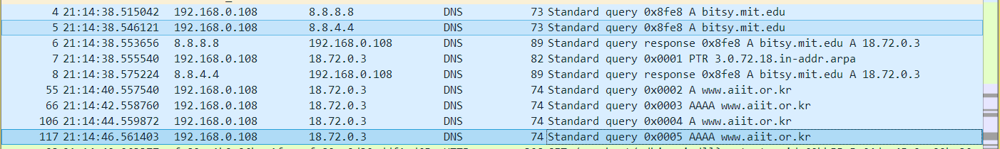 4 21:14:38.515042 192.168.0.108 8.8.8.8 DNS 73 Standard query 0x8fe8 A bitsy.mit.edu
5 21:14:38.546121 192.168.0.108 8.8.4.4 DNS 73 Standard query 0x8fe8 A bitsy.mit.edu
6 21:14:38.553656 8.8.8.8 192.168.0.108 DNS 89 Standard query response 0x8fe8 A bitsy.mit.edu A 18.72.0.3
7 21:14:38.555540 192.168.0.108 18.72.0.3 DNS 82 Standard query 0x0001 PTR 3.0.72.18.in-addr.arpa
8 21:14:38.575224 8.8.4.4 192.168.0.108 DNS 89 Standard query response 0x8fe8 A bitsy.mit.edu A 18.72.0.3
55 21:14:40.557540 192.168.0.108 18.72.0.3 DNS 74 Standard query 0x0002 A www.aiit.or.kr
66 21:14:42.558760 192.168.0.108 18.72.0.3 DNS 74 Standard query 0x0003 AAAA www.aiit.or.kr
106 21:14:44.559872 192.168.0.108 18.72.0.3 DNS 74 Standard query 0x0004 A www.aiit.or.kr
117 21:14:46.561403 192.168.0.108 18.72.0.3 DNS 74 Standard query 0x0005 AAAA www.aiit.or.kr